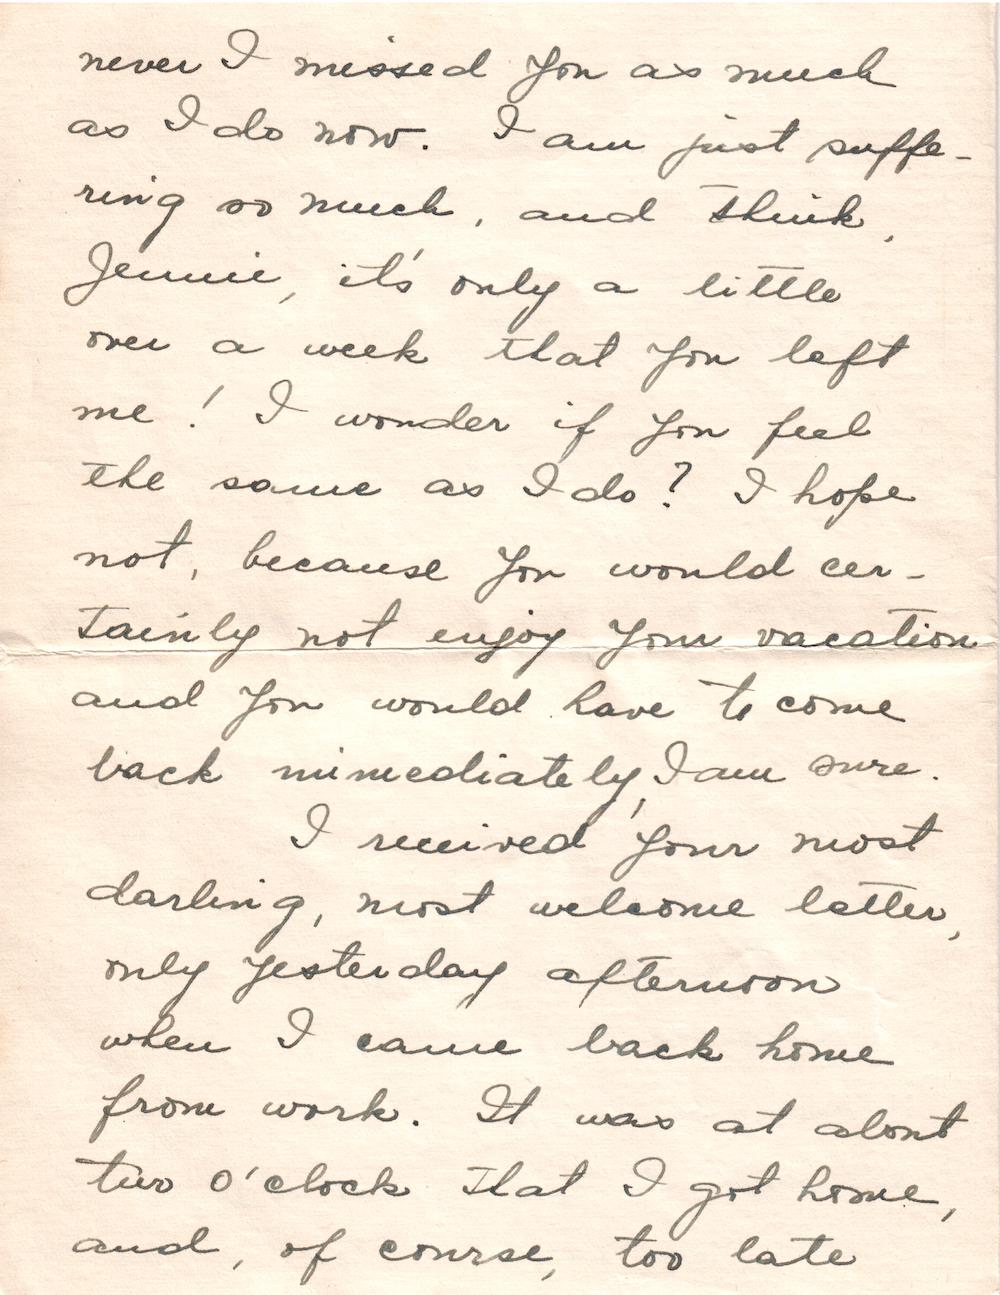 never I missed you as much
as I do now. I am just suffe-
ring so much, and think,
Jennie, it's only a little
over a week that you left
me! I wonder if you feel
the same as I do? I hope
not, because you would cer-
tainly not enjoy your vacation
and you would have to come
back immediately, I am sure.
I received your most
darling, most welcome letter,
only yesterday afternoon
when I came back home
from work. It was at about
two o'clock that I got home,
and, of course, too late